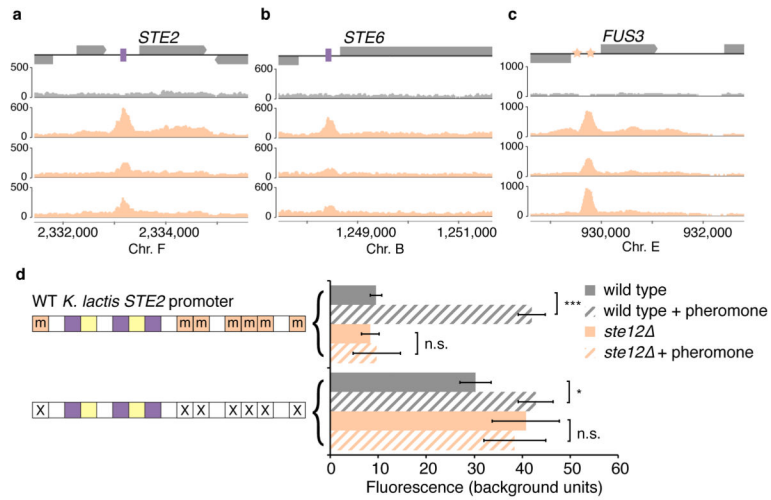 a
STE2
500
0
600
0
500
0
500
0
2,332,000
2,334,000
Chr. F
b
STE6
600
0
600
0
600
0
600
0
1,249,000
1,251,000
Chr. B
c
FUS3
1000
0
1000
0
1000
0
1000
0
930,000
932,000
Chr. E
d
WT K. lactis STE2 promoter
m m m m m m m
X X X X X X X
***
n.s.
*
n.s.
wild type
wild type + pheromone
ste12Δ
ste12Δ + pheromone
0 10 20 30 40 50 60
Fluorescence (background units)